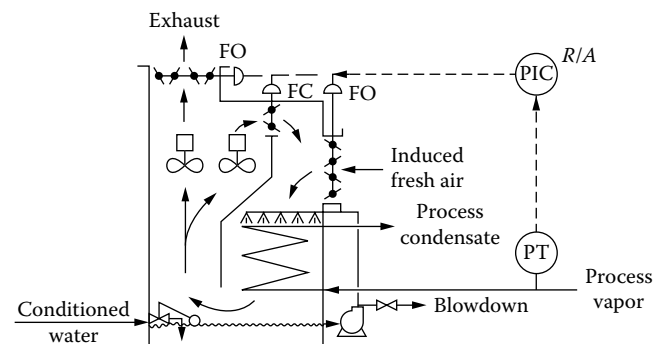 Exhaust
FO
FC
FO
PIC
R/A
Induced
fresh air
Process
condensate
PT
Process
vapor
Conditioned
water
Blowdown